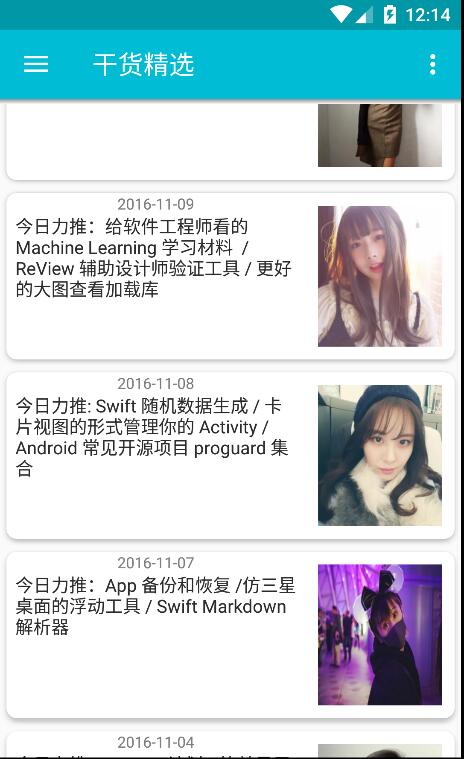 12:14
干货精选
2016-11-09
今日力推：给软件工程师看的
Machine Learning 学习材料 /
ReView 辅助设计师验证工具 / 更好
的大图查看加载库
2016-11-08
今日力推: Swift 随机数据生成 / 卡
片视图的形式管理你的 Activity /
Android 常见开源项目 proguard 集
合
2016-11-07
今日力推：App 备份和恢复 /仿三星
桌面的浮动工具 / Swift Markdown
解析器
2016-11-04